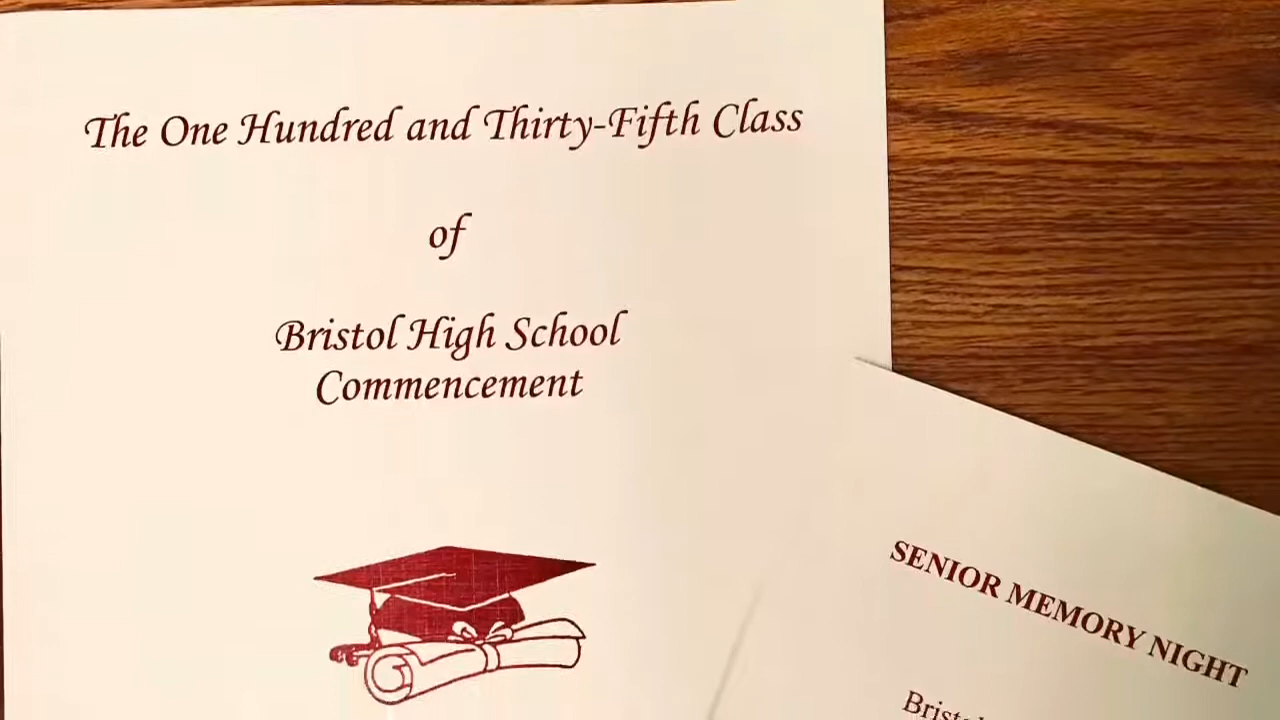 The One Hundred and Thirty-Fifth Class
of
Bristol High School
Commencement
SENIOR MEMORY NIGHT